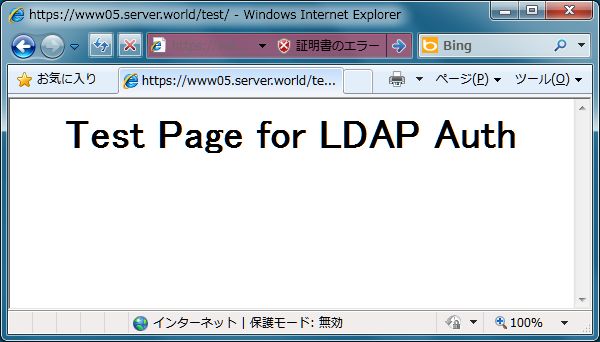 https://www05.server.world/test/ - Windows Internet Explorer
証明書のエラー
Bing
お気に入り
https://www05.server.world/te...
ページ(P)
ツール(O)
Test Page for LDAP Auth
インターネット | 保護モード: 無効
100%